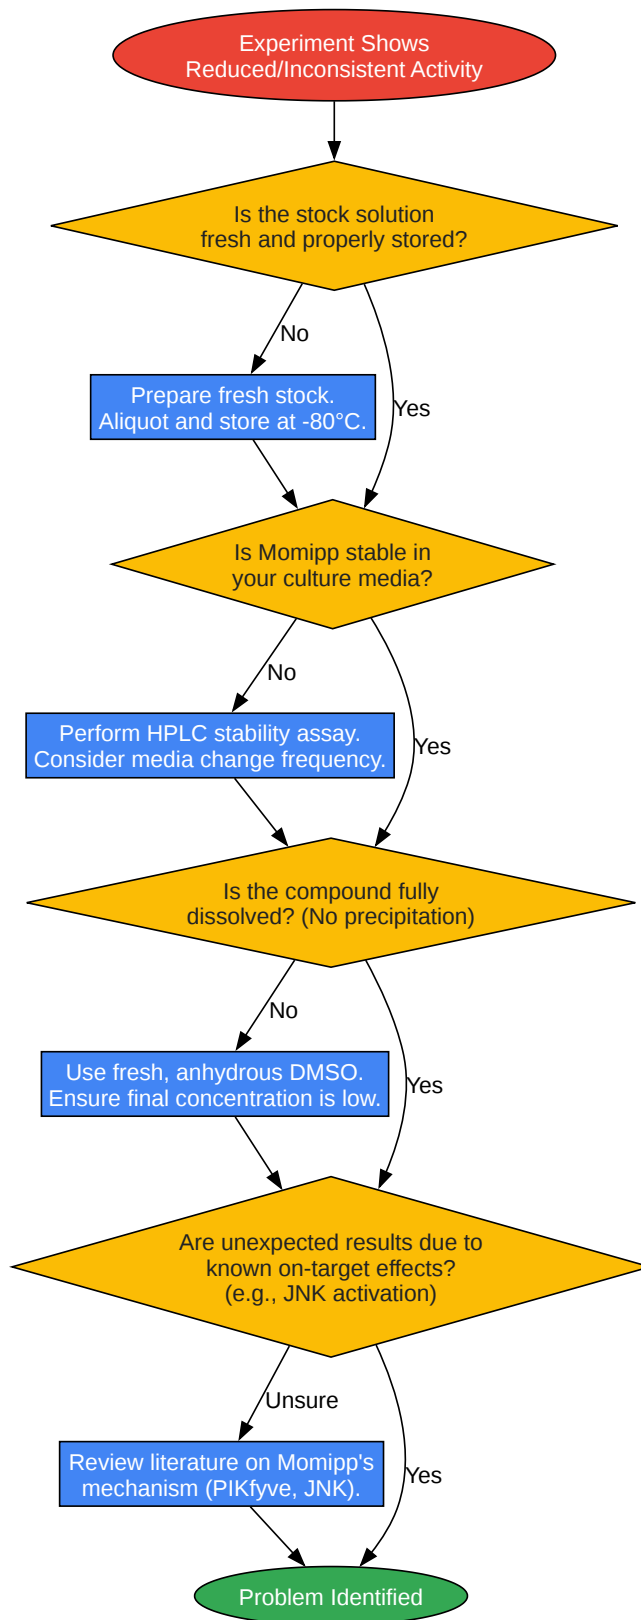 Experiment Shows
Reduced/Inconsistent Activity
Is the stock solution
fresh and properly stored?
No
Prepare fresh stock.
Aliquot and store at -80°C.
Yes
Is Momipp stable in
your culture media?
No
Perform HPLC stability assay.
Consider media change frequency.
Yes
Is the compound fully
dissolved? (No precipitation)
No
Use fresh, anhydrous DMSO.
Ensure final concentration is low.
Yes
Are unexpected results due to
known on-target effects?
(e.g., JNK activation)
Unsure
Review literature on Momipp's
mechanism (PIKfyve, JNK).
Yes
Problem Identified